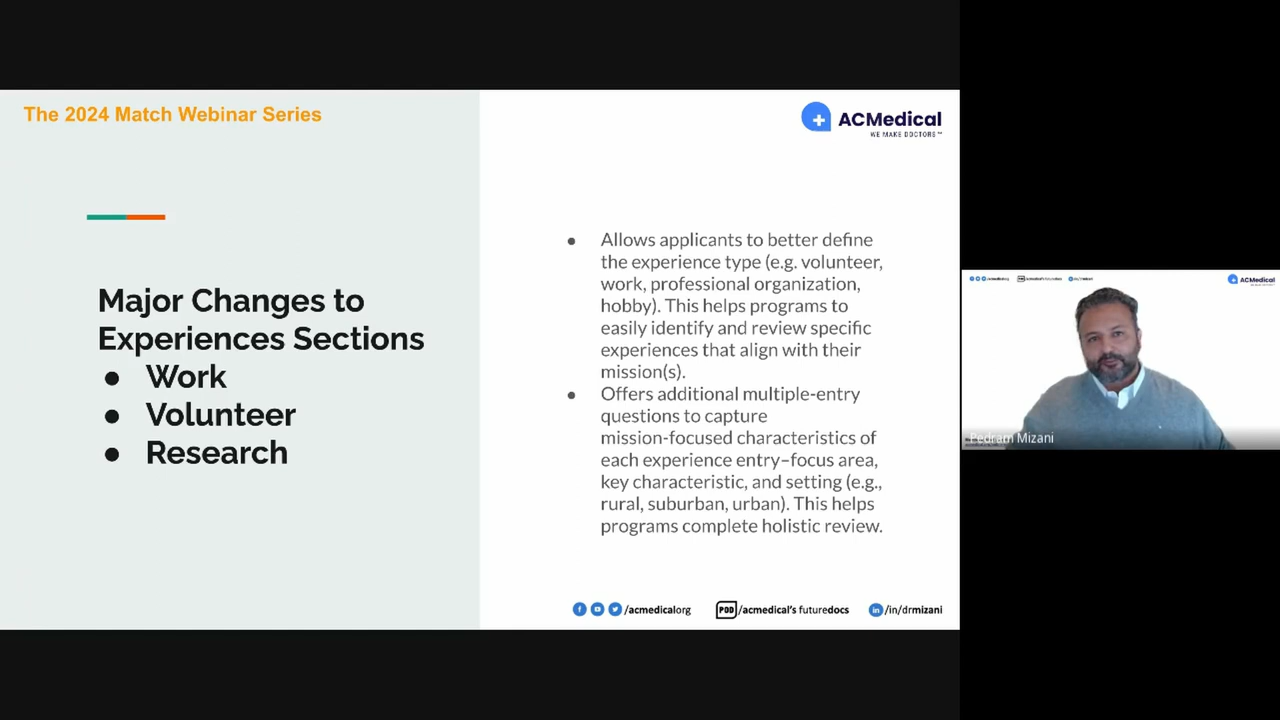 The 2024 Match Webinar Series
ACMedical
WE MAKE DOCTORS™
Major Changes to
Experiences Sections
● Work
● Volunteer
● Research
● Allows applicants to better define
the experience type (e.g. volunteer,
work, professional organization,
hobby). This helps programs to
easily identify and review specific
experiences that align with their
mission(s).
● Offers additional multiple-entry
questions to capture
mission-focused characteristics of
each experience entry–focus area,
key characteristic, and setting (e.g.,
rural, suburban, urban). This helps
programs complete holistic review.
/acmedicalorg
POD /acmedical's futuredocs
in /in/drmizani
ACMedical
Pedram Mizani